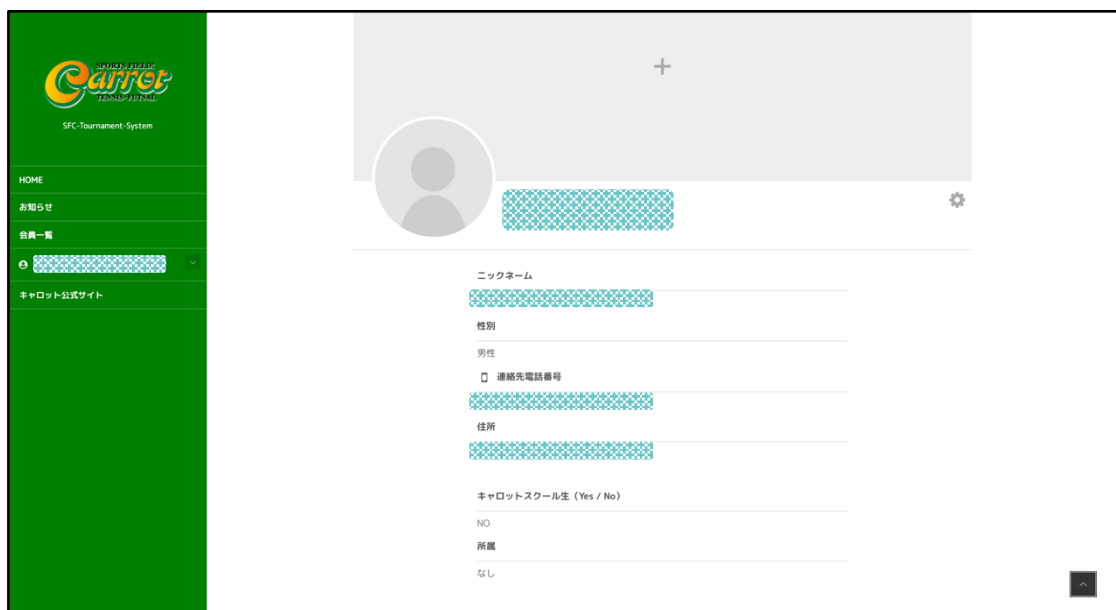 SPORTS FIELD
Carrot
TENNIS・FUTSAL
SFC-Tournament-System
HOME
お知らせ
会員一覧
キャロット公式サイト
ニックネーム
性別
男性
連絡先電話番号
住所
キャロットスクール生（Yes / No）
NO
所属
なし